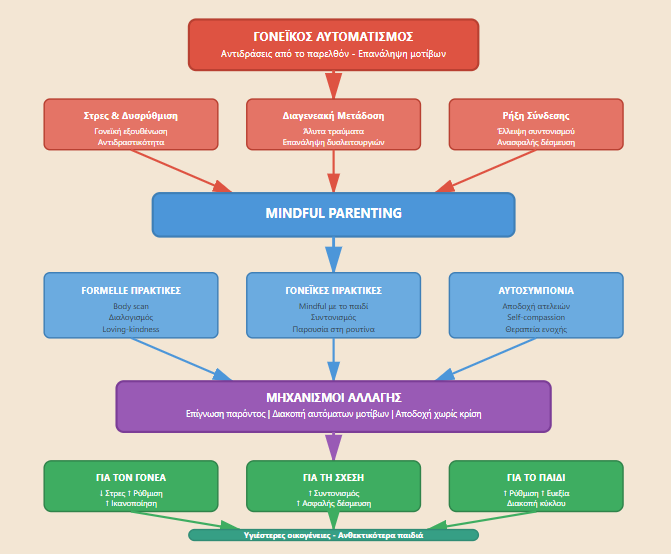 ΓΟΝΕΪΚΟΣ ΑΥΤΟΜΑΤΙΣΜΟΣ
Αντιδράσεις από το παρελθόν - Επανάληψη μοτίβων
Στρες & Δυσρύθμιση
Γονεϊκή εξουθένωση
Αντιδραστικότητα
Διαγενεακή Μετάδοση
Άλυτα τραύματα
Επανάληψη δυσλειτουργιών
Ρήξη Σύνδεσης
Έλλειψη συντονισμού
Ανασφαλής δέσμευση
MINDFUL PARENTING
FORMELLE ΠΡΑΚΤΙΚΕΣ
Body scan
Διαλογισμός
Loving-kindness
ΓΟΝΕΪΚΕΣ ΠΡΑΚΤΙΚΕΣ
Mindful με το παιδί
Συντονισμός
Παρουσία στη ρουτίνα
ΑΥΤΟΣΥΜΠΟΝΙΑ
Αποδοχή ατελειών
Self-compassion
Θεραπεία ενοχής
ΜΗΧΑΝΙΣΜΟΙ ΑΛΛΑΓΗΣ
Επίγνωση παρόντος | Διακοπή αυτόματων μοτίβων | Αποδοχή χωρίς κρίση
ΓΙΑ ΤΟΝ ΓΟΝΕΑ
↓ Στρες ↑ Ρύθμιση
↑ Ικανοποίηση
ΓΙΑ ΤΗ ΣΧΕΣΗ
↑ Συντονισμός
↑ Ασφαλής δέσμευση
ΓΙΑ ΤΟ ΠΑΙΔΙ
↑ Ρύθμιση ↑ Ευεξία
Διακοπή κύκλου
Υγιέστερες οικογένειες - Ανθεκτικότερα παιδιά